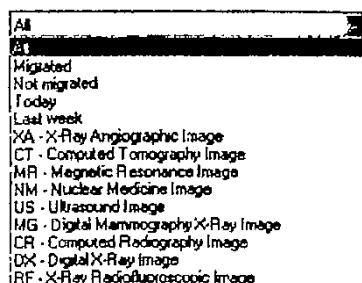 All
All
Migrated
Not migrated
Today
Last week
XA - X-Ray Angiographic Image
CT - Computed Tomography Image
MR - Magnetic Resonance Image
NM - Nuclear Medicine Image
US - Ultrasound Image
MG - Digital Mammography X-Ray Image
CR - Computed Radiography Image
DX - Digital X-Ray Image
RF - X-Ray Radiofluoroscopic Image